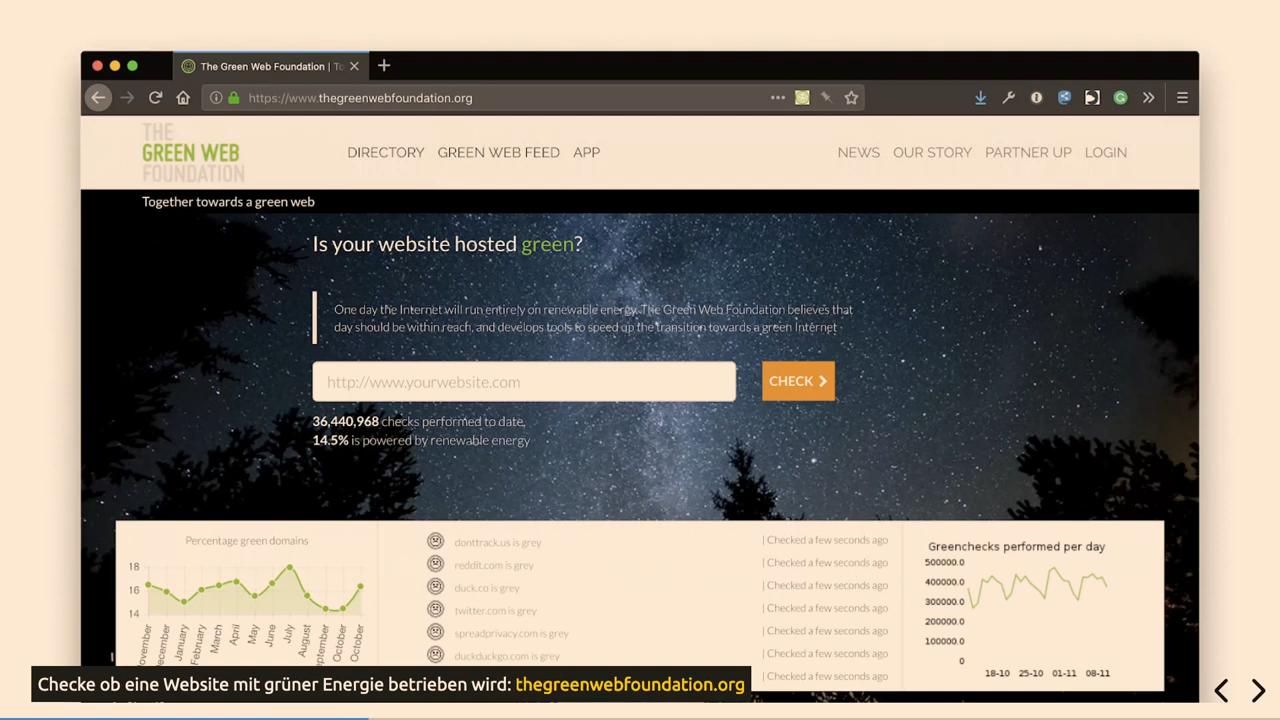 The Green Web Foundation | To
https://www.thegreenwebfoundation.org
THE
GREEN WEB
FOUNDATION
DIRECTORY GREEN WEB FEED APP
NEWS OUR STORY PARTNER UP LOGIN
Together towards a green web
Is your website hosted green?
One day the Internet will run entirely on renewable energy. The Green Web Foundation believes that
day should be within reach, and develops tools to speed up the transition towards a green Internet
http://www.yourwebsite.com
CHECK
36,440,968 checks performed to date,
14.5% is powered by renewable energy
Percentage green domains
18
16
14
November
December
January
February
March
April
May
June
July
August
September
October
October
donttrack.us is grey | Checked a few seconds ago
reddit.com is grey | Checked a few seconds ago
duck.co is grey | Checked a few seconds ago
twitter.com is grey | Checked a few seconds ago
spreadprivacy.com is grey | Checked a few seconds ago
duckduckgo.com is grey | Checked a few seconds ago
| Checked a few seconds ago
Greenchecks performed per day
500000.0
400000.0
300000.0
200000.0
100000.0
0
18-10 25-10 01-11 08-11
Checke ob eine Website mit grüner Energie betrieben wird: thegreenwebfoundation.org